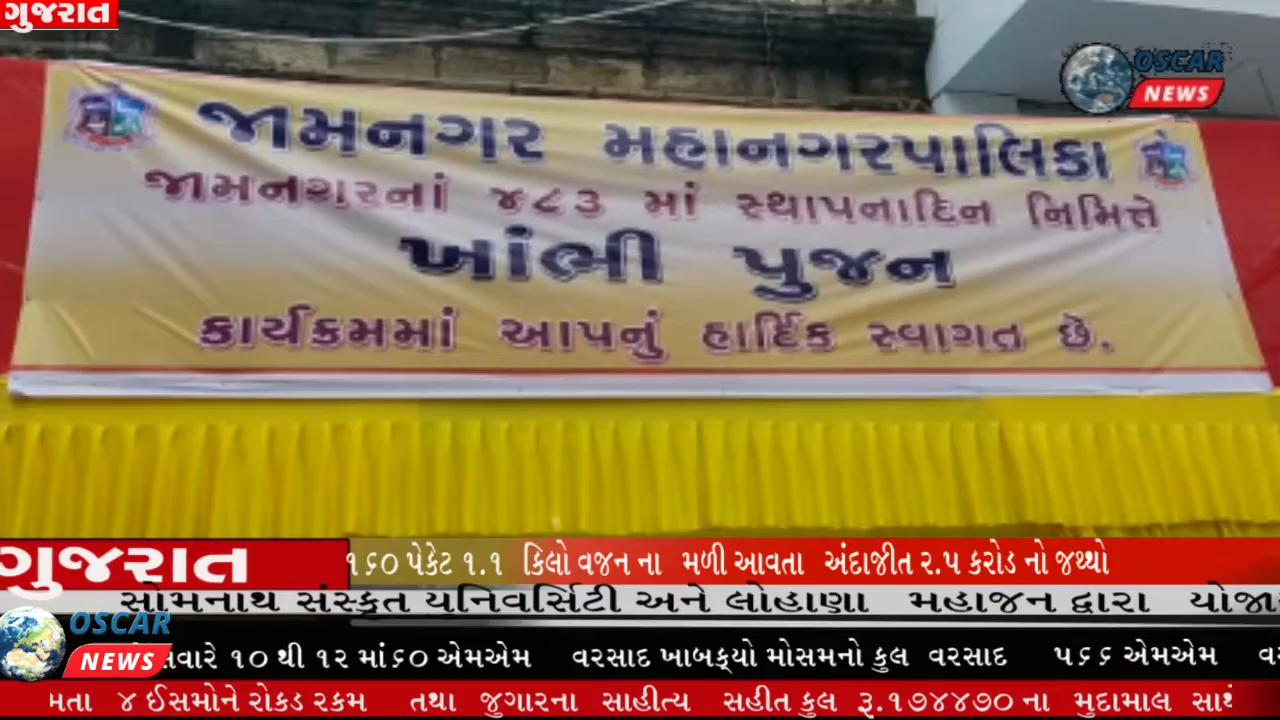 ગુજરાત
OSCAR
NEWS
જામનગર મહાનગરપાલિકા
જામનગરનાં ૪૮૩ માં સ્થાપનાદિન નિમિત્તે
ખાંભી પુજન
કાર્યક્રમમાં આપનું હાર્દિક સ્વાગત છે.
ગુજરાત
૧૬૦ પેકેટ ૧.૧ કિલો વજન ના મળી આવતા અંદાજીત ૨.૫ કરોડ નો જથ્થો
સોમનાથ સંસ્કૃત યનિવર્સિટી અને લોહાણા મહાજન દ્વારા
OSCAR
NEWS
૧૦ થી ૧૨ માં ૬૦ એમએમ વરસાદ ખાબક્યો મોસમનો કુલ વરસાદ ૫૬૬ એમએમ
૪ ઈસમોને રોકડ રકમ તથા જુગારના સાહીત્ય સહીત કુલ રૂ.૧૭૪૪૭૦ ના મુદામાલ